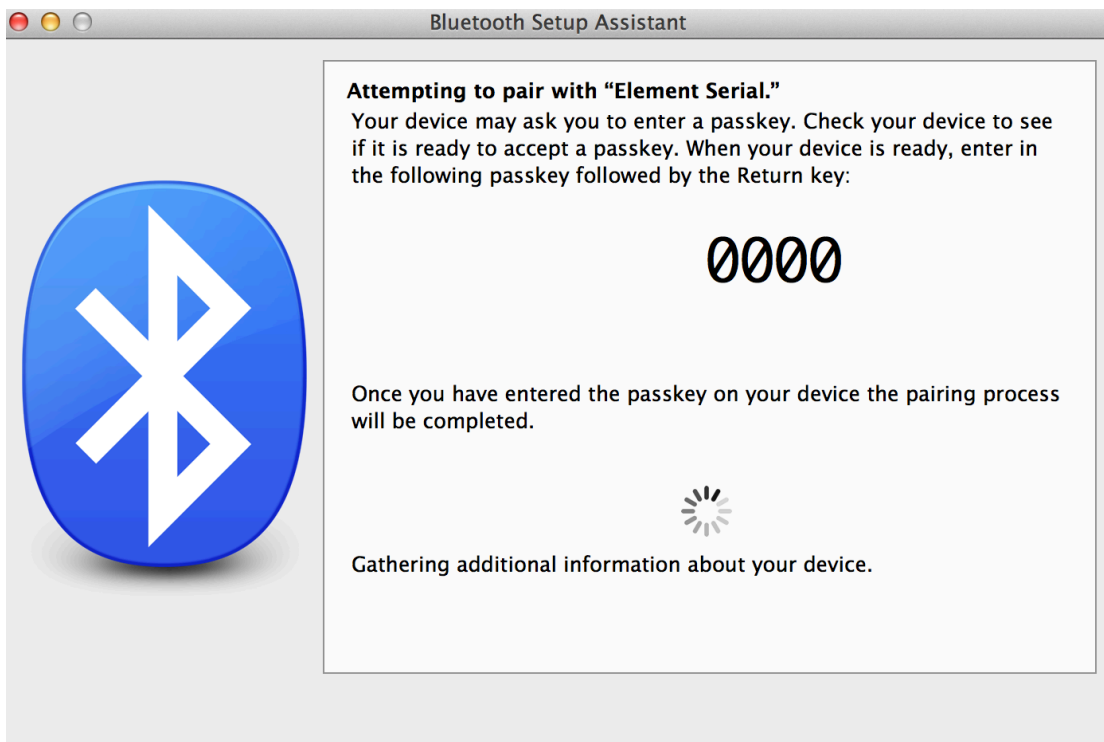 Bluetooth Setup Assistant
Attempting to pair with “Element Serial.”
Your device may ask you to enter a passkey. Check your device to see
if it is ready to accept a passkey. When your device is ready, enter in
the following passkey followed by the Return key:
0000
Once you have entered the passkey on your device the pairing process
will be completed.
Gathering additional information about your device.